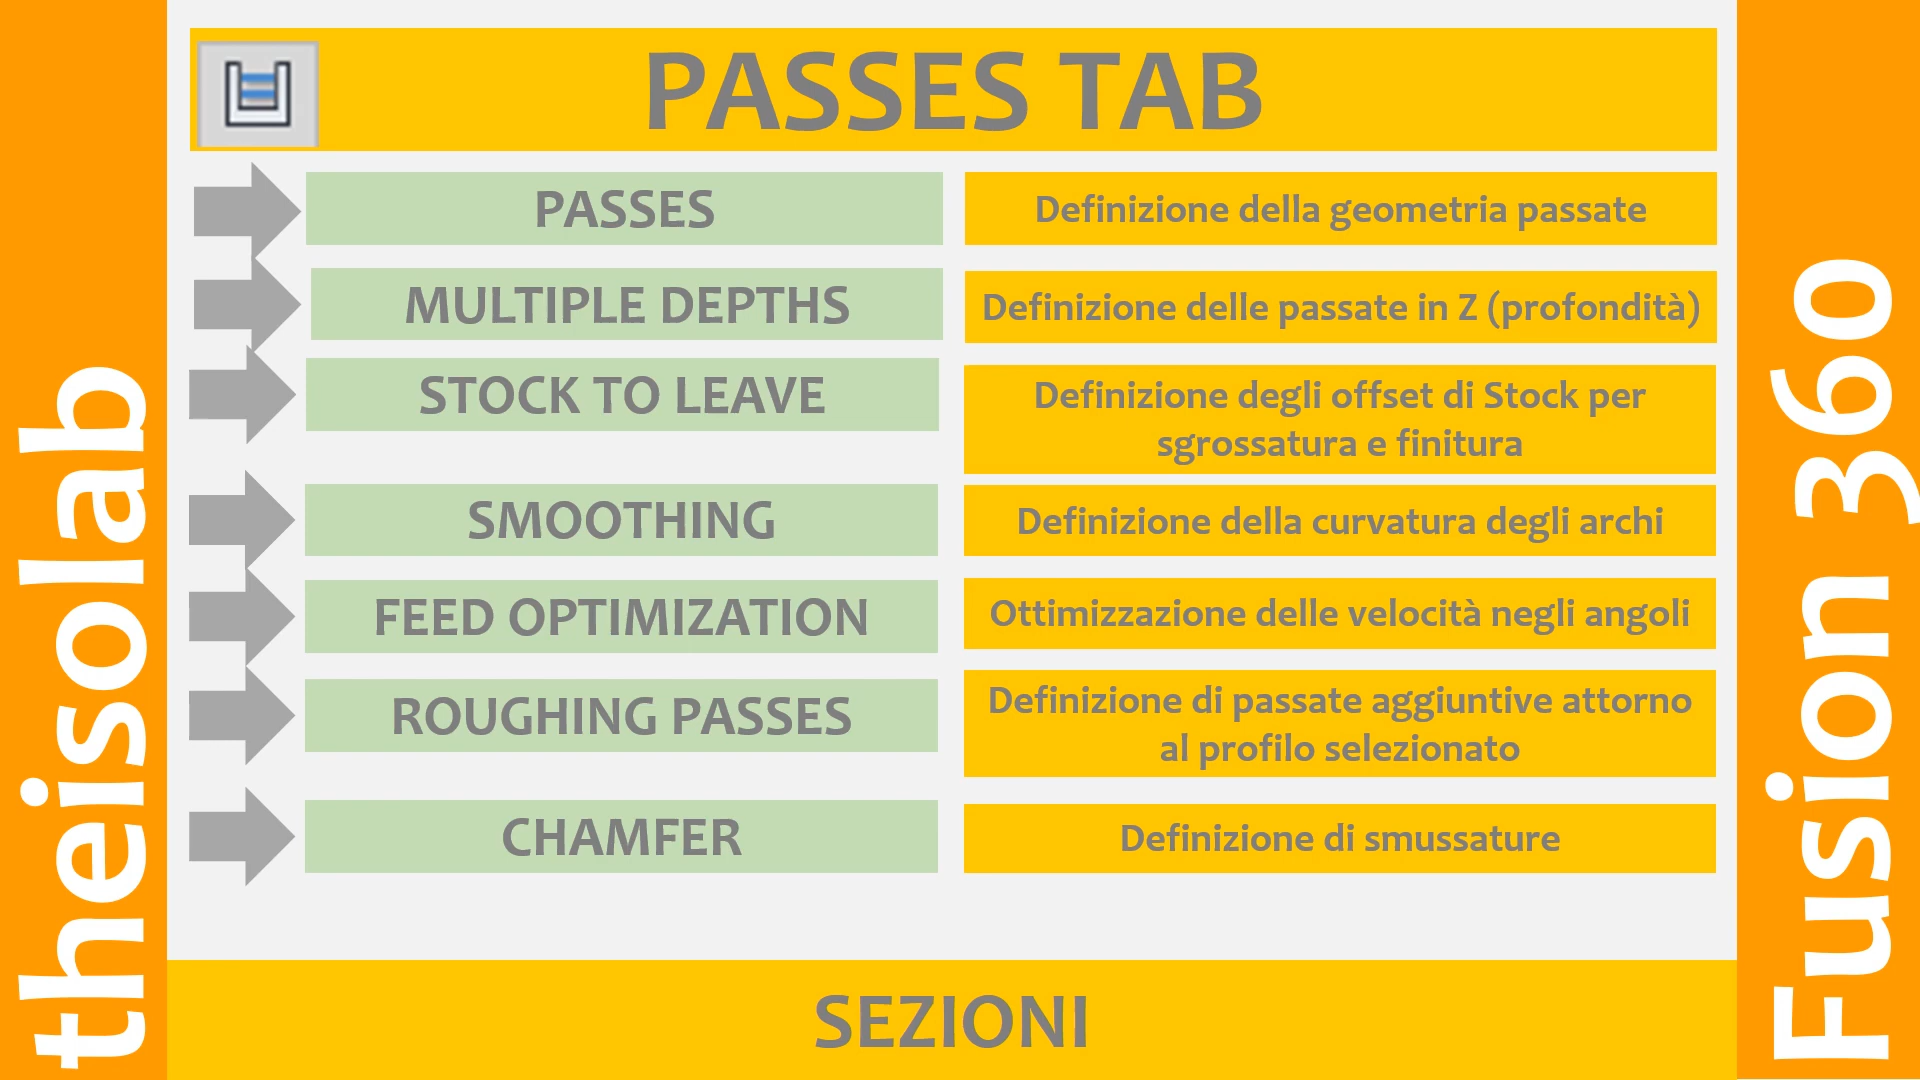 PASSES TAB
PASSES
Definizione della geometria passate
MULTIPLE DEPTHS
Definizione delle passate in Z (profondità)
STOCK TO LEAVE
Definizione degli offset di Stock per
sgrossatura e finitura
SMOOTHING
Definizione della curvatura degli archi
FEED OPTIMIZATION
Ottimizzazione delle velocità negli angoli
ROUGHING PASSES
Definizione di passate aggiuntive attorno
al profilo selezionato
CHAMFER
Definizione di smussature
SEZIONI
theisolab
Fusion 360